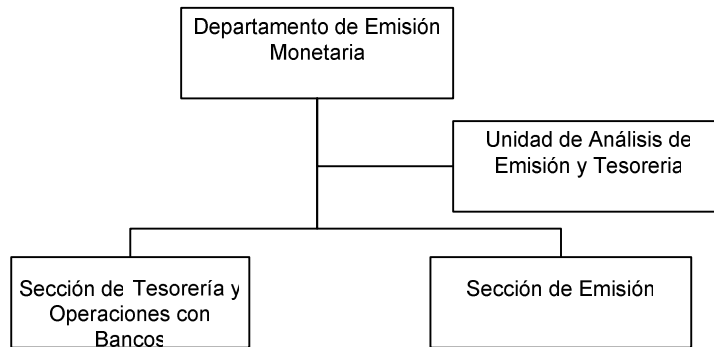 Departamento de Emisión
Monetaria
Unidad de Análisis de
Emisión y Tesoreria
Sección de Tesorería y
Operaciones con
Bancos
Sección de Emisión